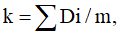 k = ∑ Di / m,